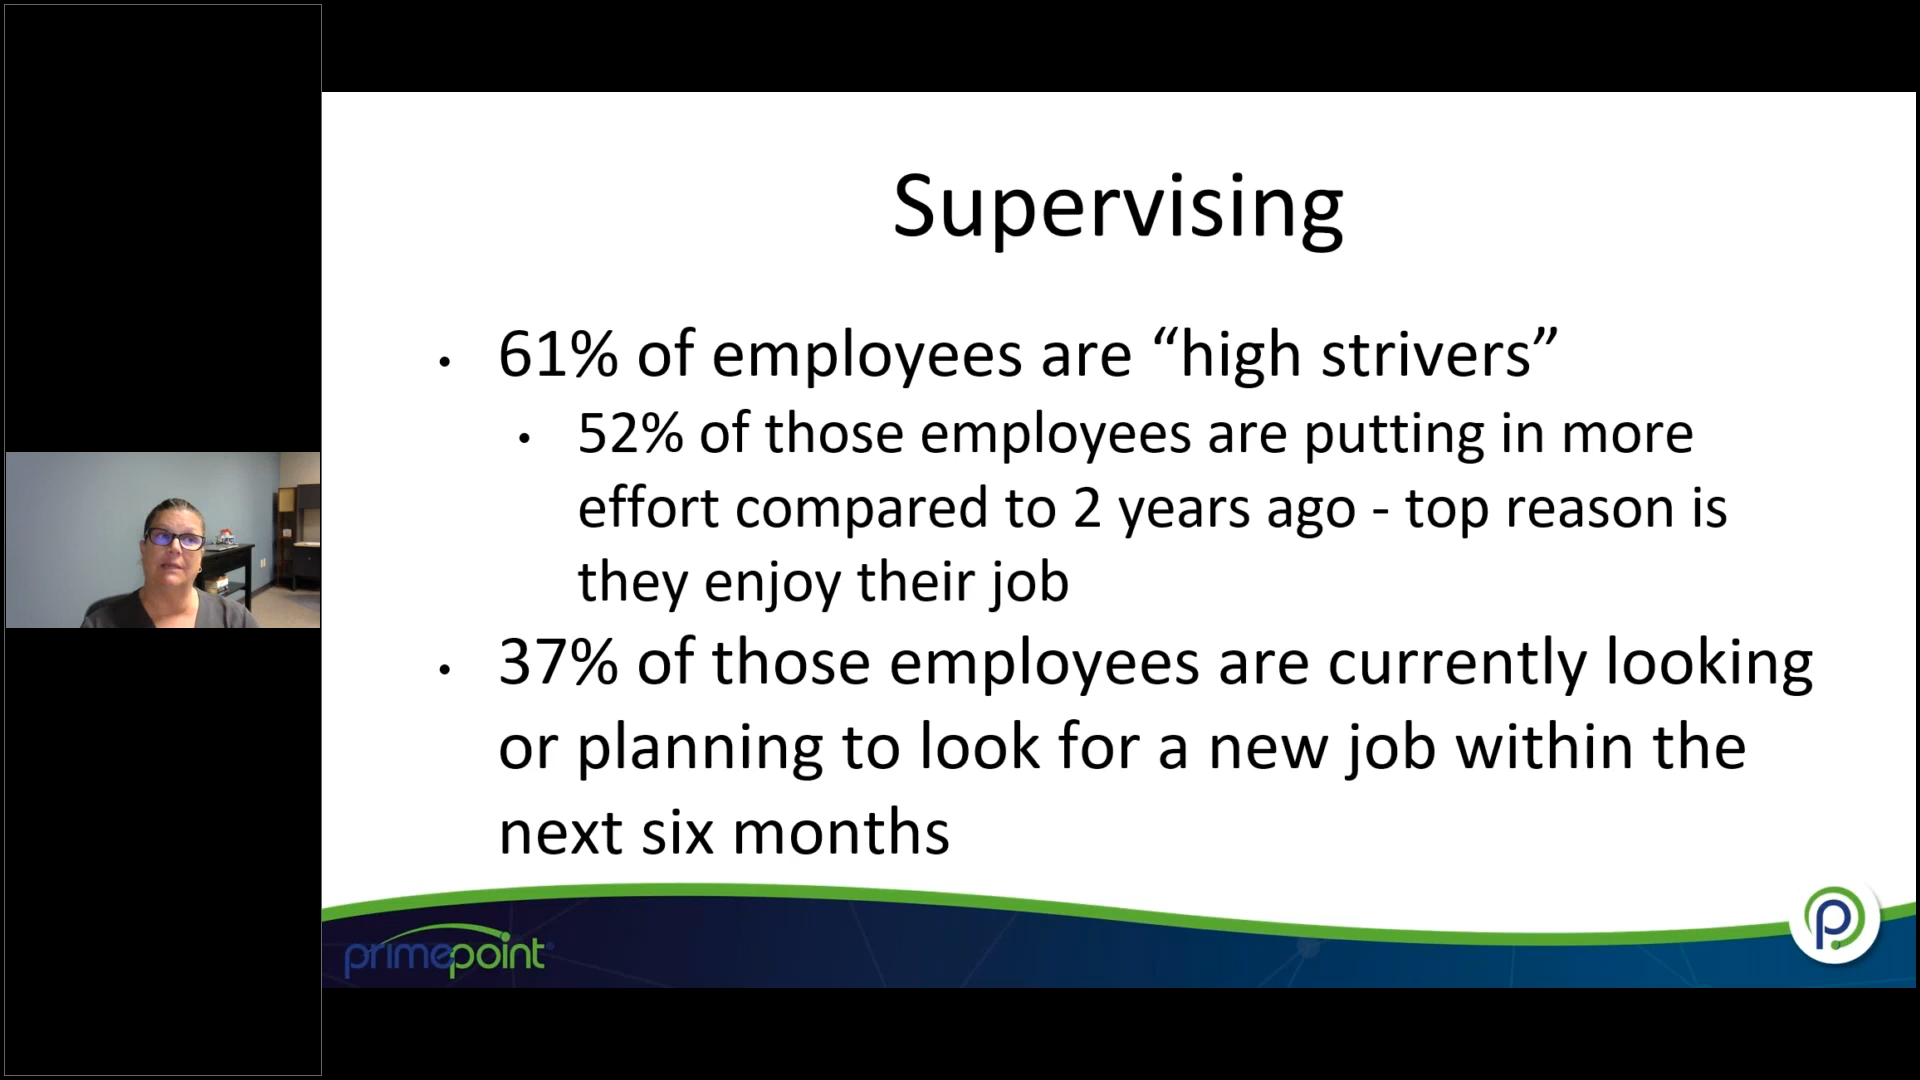 Supervising
• 61% of employees are “high strivers”
• 52% of those employees are putting in more
effort compared to 2 years ago - top reason is
they enjoy their job
• 37% of those employees are currently looking
or planning to look for a new job within the
next six months
primepoint®
p